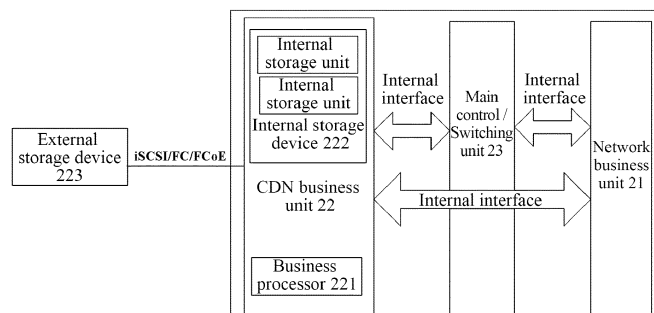 Internal
storage unit
Internal
storage unit
Internal storage
device 222
External
storage device
223
iSCSI/FC/FCoE
CDN business
unit 22
Business
processor 221
Internal
interface
Main
control /
Switching
unit 23
Internal
interface
Network
business
unit 21
Internal interface